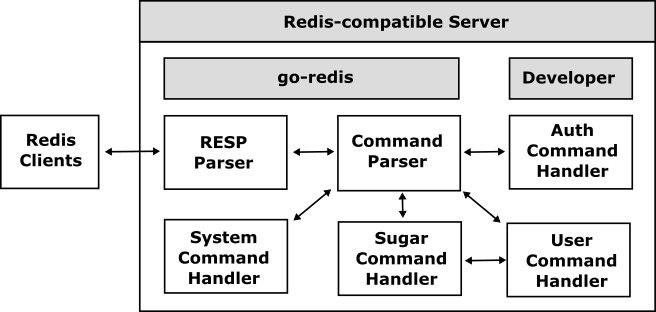 Redis-compatible Server
go-redis
Developer
Redis
Clients
RESP
Parser
Command
Parser
Auth
Command
Handler
System
Command
Handler
Sugar
Command
Handler
User
Command
Handler